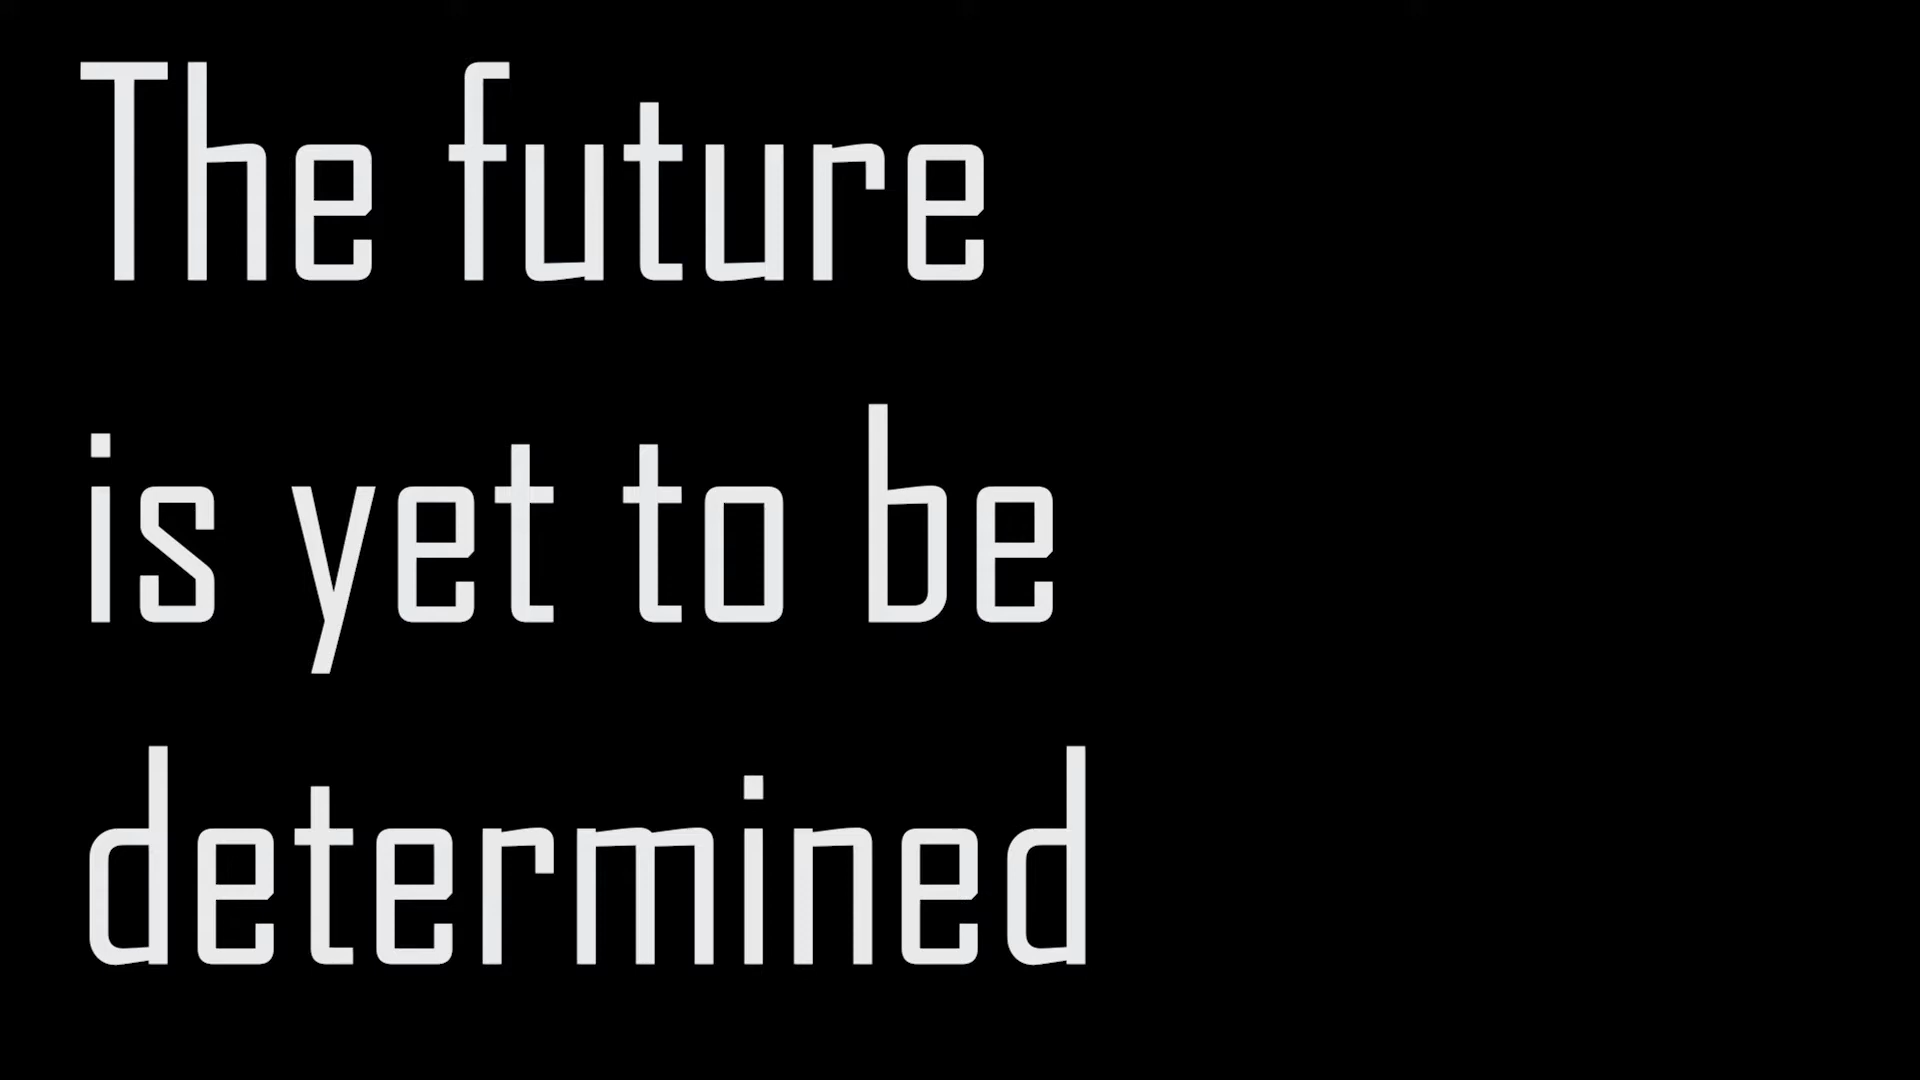 The future
is yet to be
determined